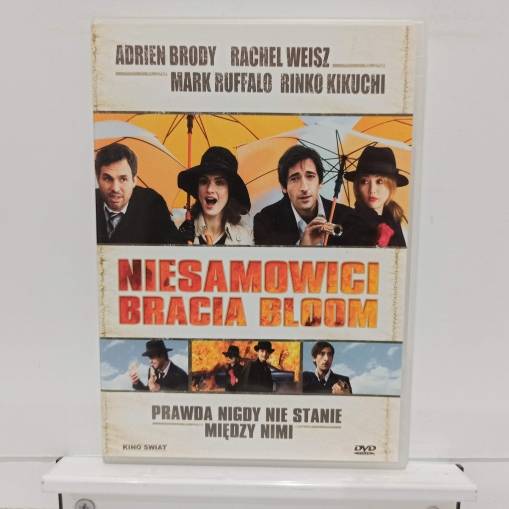 ADRIEN BRODY RACHEL WEISZ
MARK RUFFALO RINKO KIKUCHI
NIESAMOWICI
BRACIA BLOOM
PRAWDA NIGDY NIE STANIE
MIĘDZY NIMI
KINO ŚWIAT
DVD